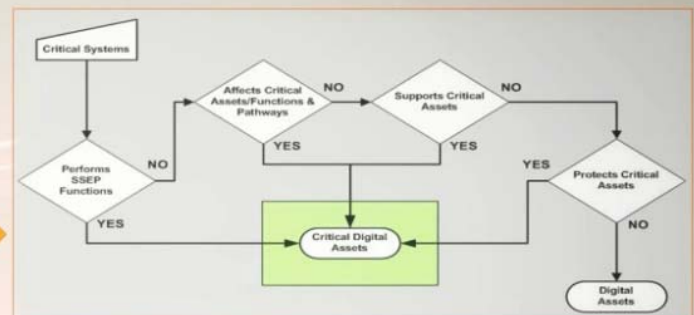 Critical Systems
Affects Critical
Assets/Functions &
Pathways
NO
Supports Critical
Assets
NO
YES
YES
Performs
SSEP
Functions
NO
YES
Protects Critical
Assets
YES
NO
Critical Digital
Assets
Digital
Assets